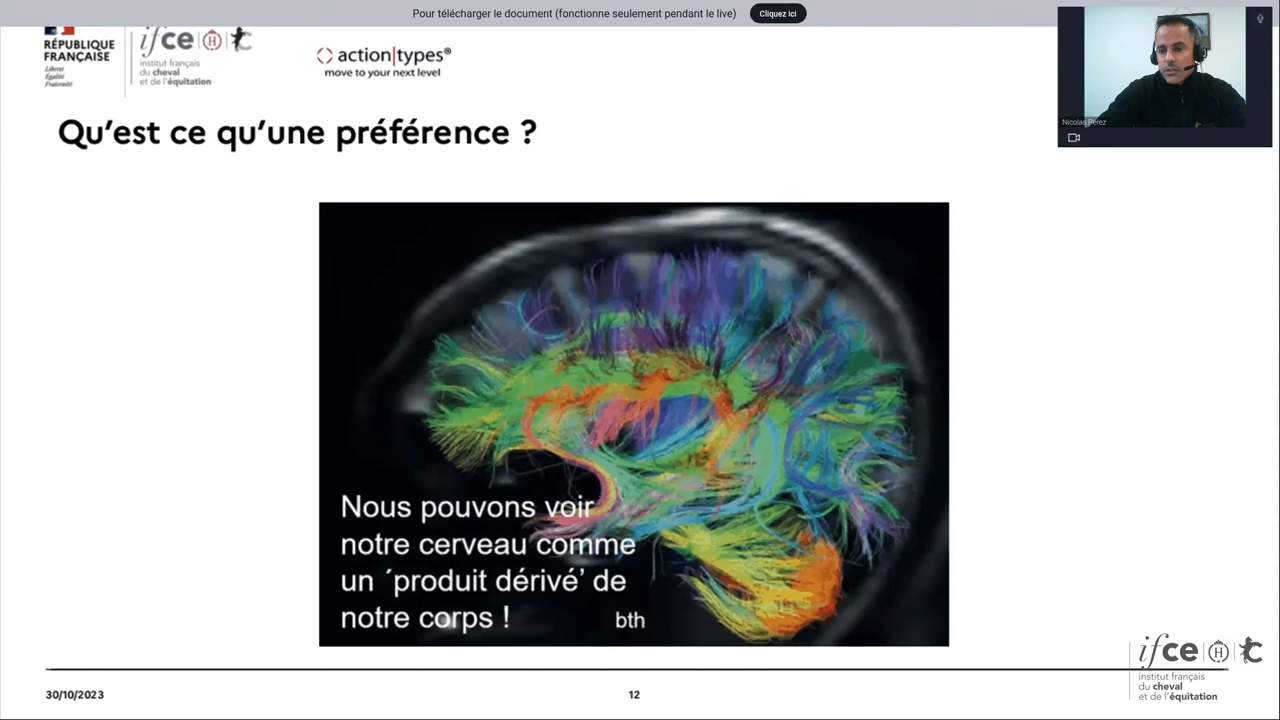 Pour télécharger le document (fonctionne seulement pendant le live) Cliquez ici
RÉPUBLIQUE
FRANÇAISE
Liberté
Égalité
Fraternité
ifce
institut français
du cheval
et de l'équitation
action|types®
move to your next level
Nicolas Perez
Qu'est ce qu'une préférence ?
Nous pouvons voir
notre cerveau comme
un ´produit dérivé' de
notre corps !
bth
ifce
institut français
du cheval
et de l'équitation
30/10/2023
12